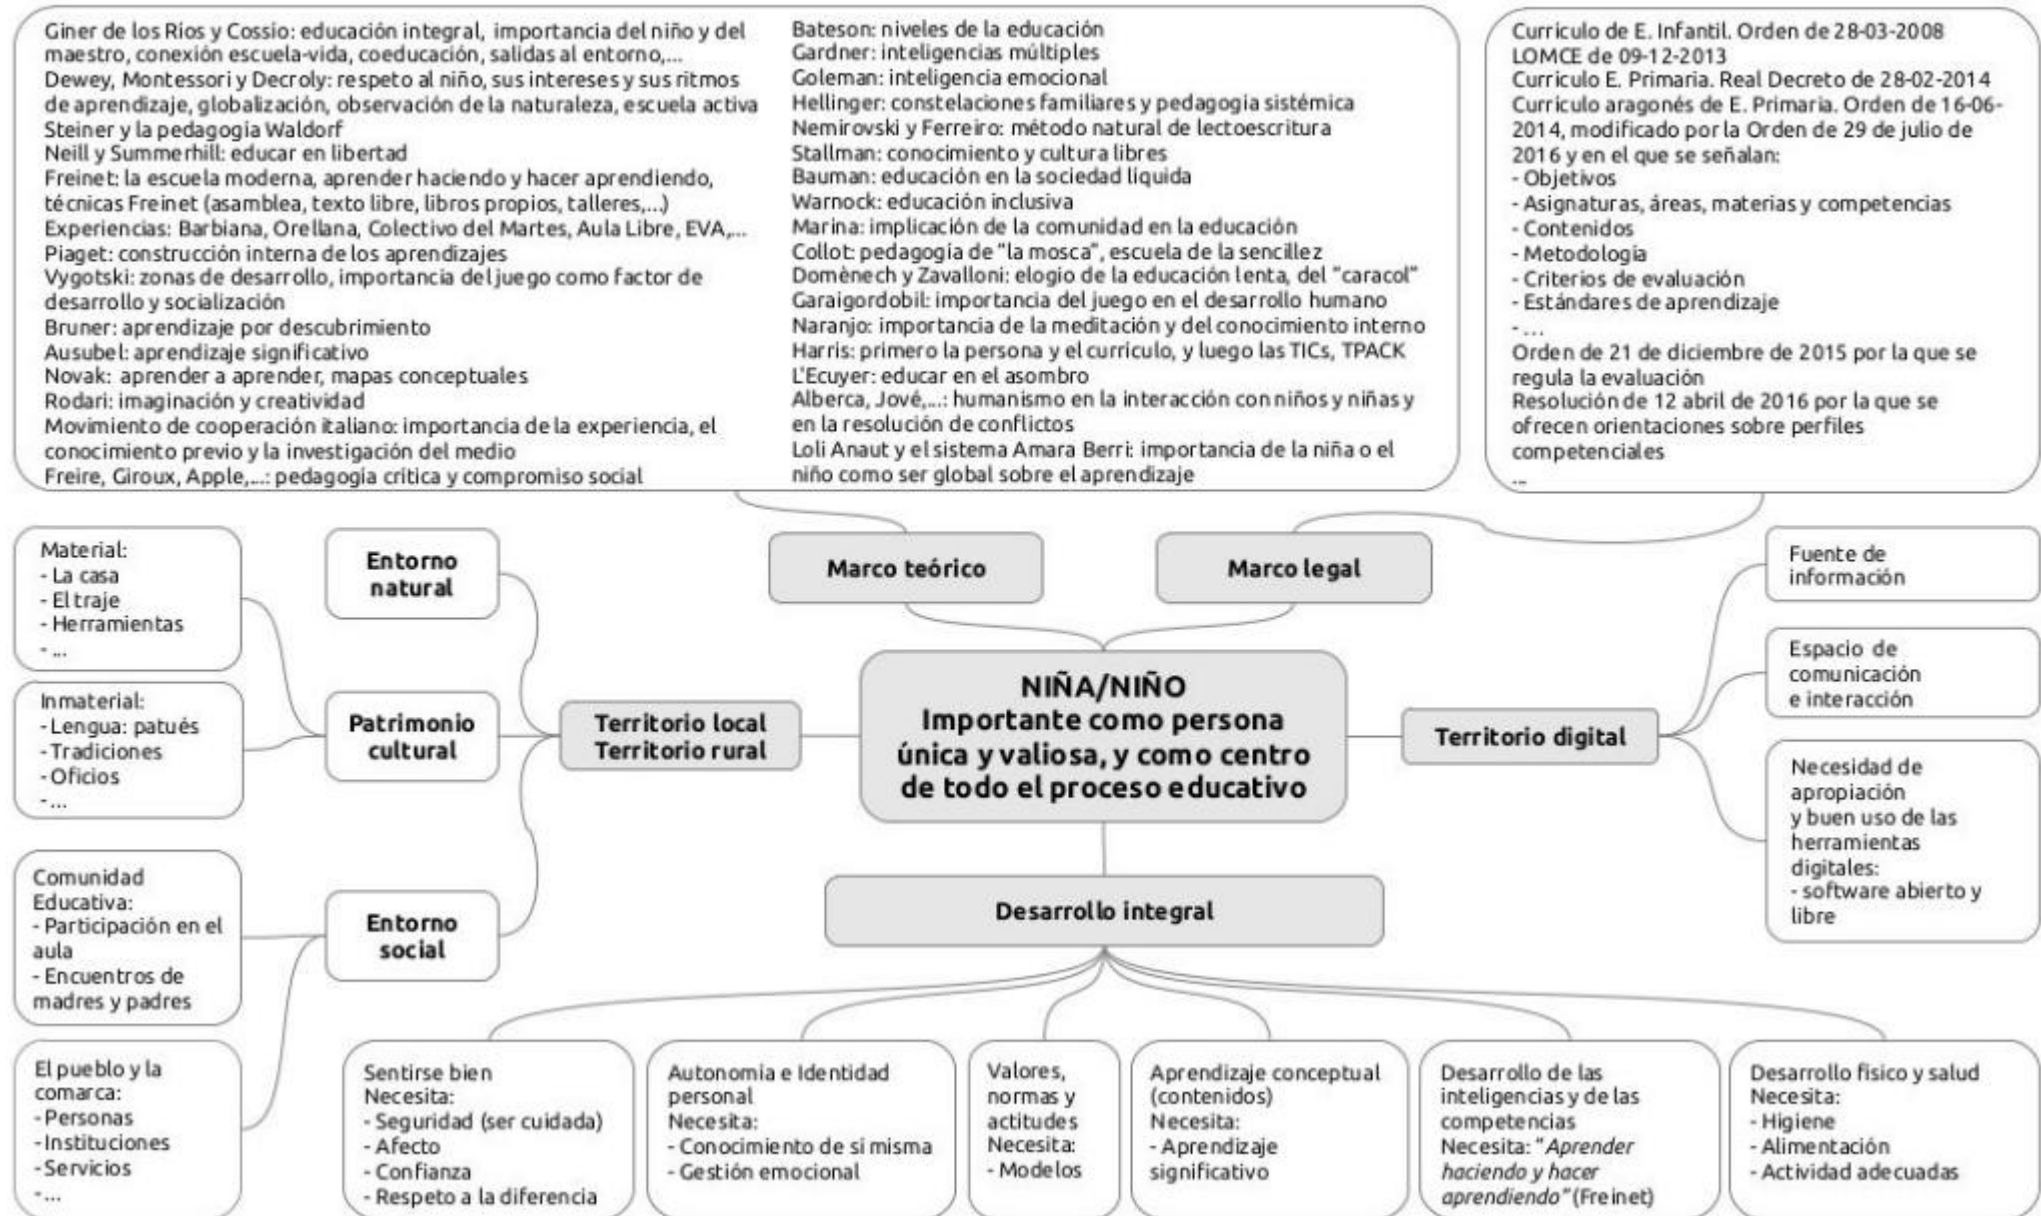 Giner de los Ríos y Cossio: educación integral, importancia del niño y del
maestro, conexión escuela-vida, coeducación, salidas al entorno,...
Dewey, Montessori y Decroly: respeto al niño, sus intereses y sus ritmos
de aprendizaje, globalización, observación de la naturaleza, escuela activa
Steiner y la pedagogía Waldorf
Neill y Summerhill: educar en libertad
Freinet: la escuela moderna, aprender haciendo y hacer aprendiendo,
técnicas Freinet (asamblea, texto libre, libros propios, talleres,...)
Experiencias: Barbiana, Orellana, Colectivo del Martes, Aula Libre, EVA,...
Piaget: construcción interna de los aprendizajes
Vygotski: zonas de desarrollo, importancia del juego como factor de
desarrollo y socialización
Bruner: aprendizaje por descubrimiento
Ausubel: aprendizaje significativo
Novak: aprender a aprender, mapas conceptuales
Rodari: imaginación y creatividad
Movimiento de cooperación italiano: importancia de la experiencia, el
conocimiento previo y la investigación del medio
Freire, Giroux, Apple,...: pedagogía crítica y compromiso social
Bateson: niveles de la educación
Gardner: inteligencias múltiples
Goleman: inteligencia emocional
Hellinger: constelaciones familiares y pedagogía sistémica
Nemirovski y Ferreiro: método natural de lectoescritura
Stallman: conocimiento y cultura libres
Bauman: educación en la sociedad líquida
Warnock: educación inclusiva
Marina: implicación de la comunidad en la educación
Collot: pedagogía de "la mosca", escuela de la sencillez
Domènech y Zavalloni: elogio de la educación lenta, del "caracol"
Garaigordobil: importancia del juego en el desarrollo humano
Naranjo: importancia de la meditación y del conocimiento interno
Harris: primero la persona y el currículo, y luego las TICs, TPACK
L'Ecuyer: educar en el asombro
Alberca, Jové,...: humanismo en la interacción con niños y niñas y
en la resolución de conflictos
Loli Anaut y el sistema Amara Berri: importancia de la niña o el
niño como ser global sobre el aprendizaje
Currículo de E. Infantil. Orden de 28-03-2008
LOMCE de 09-12-2013
Currículo E. Primaria. Real Decreto de 28-02-2014
Currículo aragonés de E. Primaria. Orden de 16-06-
2014, modificado por la Orden de 29 de julio de
2016 y en el que se señalan:
- Objetivos
- Asignaturas, áreas, materias y competencias
- Contenidos
- Metodología
- Criterios de evaluación
- Estándares de aprendizaje
- ...
Orden de 21 de diciembre de 2015 por la que se
regula la evaluación
Resolución de 12 abril de 2016 por la que se
ofrecen orientaciones sobre perfiles
competenciales
...
Marco teórico
Marco legal
Material:
- La casa
- El traje
- Herramientas
- ...
Entorno
natural
Inmaterial:
- Lengua: patués
- Tradiciones
- Oficios
- ...
Patrimonio
cultural
Territorio local
Territorio rural
NIÑA/NIÑO
Importante como persona
única y valiosa, y como centro
de todo el proceso educativo
Territorio digital
Fuente de
información
Espacio de
comunicación
e interacción
Necesidad de
apropiación
y buen uso de las
herramientas
digitales:
- software abierto y
libre
Comunidad
Educativa:
- Participación en el
aula
- Encuentros de
madres y padres
Entorno
social
Desarrollo integral
El pueblo y la
comarca:
- Personas
- Instituciones
- Servicios
- ...
Sentirse bien
Necesita:
- Seguridad (ser cuidada)
- Afecto
- Confianza
- Respeto a la diferencia
Autonomía e Identidad
personal
Necesita:
- Conocimiento de sí misma
- Gestión emocional
Valores,
normas y
actitudes
Necesita:
- Modelos
Aprendizaje conceptual
(contenidos)
Necesita:
- Aprendizaje
significativo
Desarrollo de las
inteligencias y de las
competencias
Necesita: "Aprender
haciendo y hacer
aprendiendo" (Freinet)
Desarrollo físico y salud
Necesita:
- Higiene
- Alimentación
- Actividad adecuadas